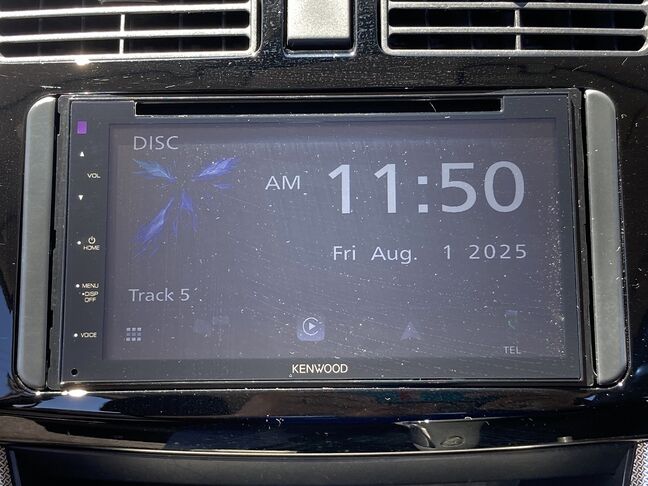 DISC
AM 11:50
Fri Aug. 1 2025
Track 5
TEL
VOL
HOME
MENU
DISP
OFF
VOICE
KENWOOD